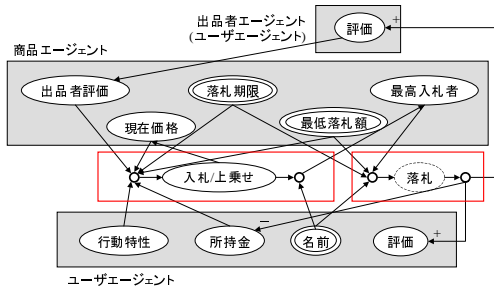 出品者エージェント
(ユーザエージェント)
評価
+
商品エージェント
出品者評価
落札期限
最高入札者
現在価格
最低落札額
入札/上乗せ
落札
−
行動特性
所持金
名前
評価
+
ユーザエージェント